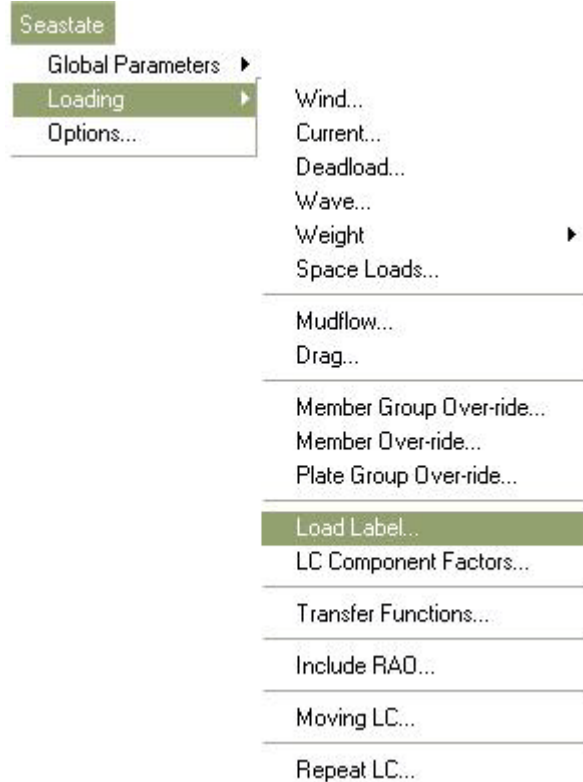 Seastate
Global Parameters
Loading
Options...
Wind...
Current...
Deadload...
Wave...
Weight
Space Loads...
Mudflow...
Drag...
Member Group Over-ride...
Member Over-ride...
Plate Group Over-ride...
Load Label...
LC Component Factors...
Transfer Functions...
Include RAO...
Moving LC...
Repeat LC...